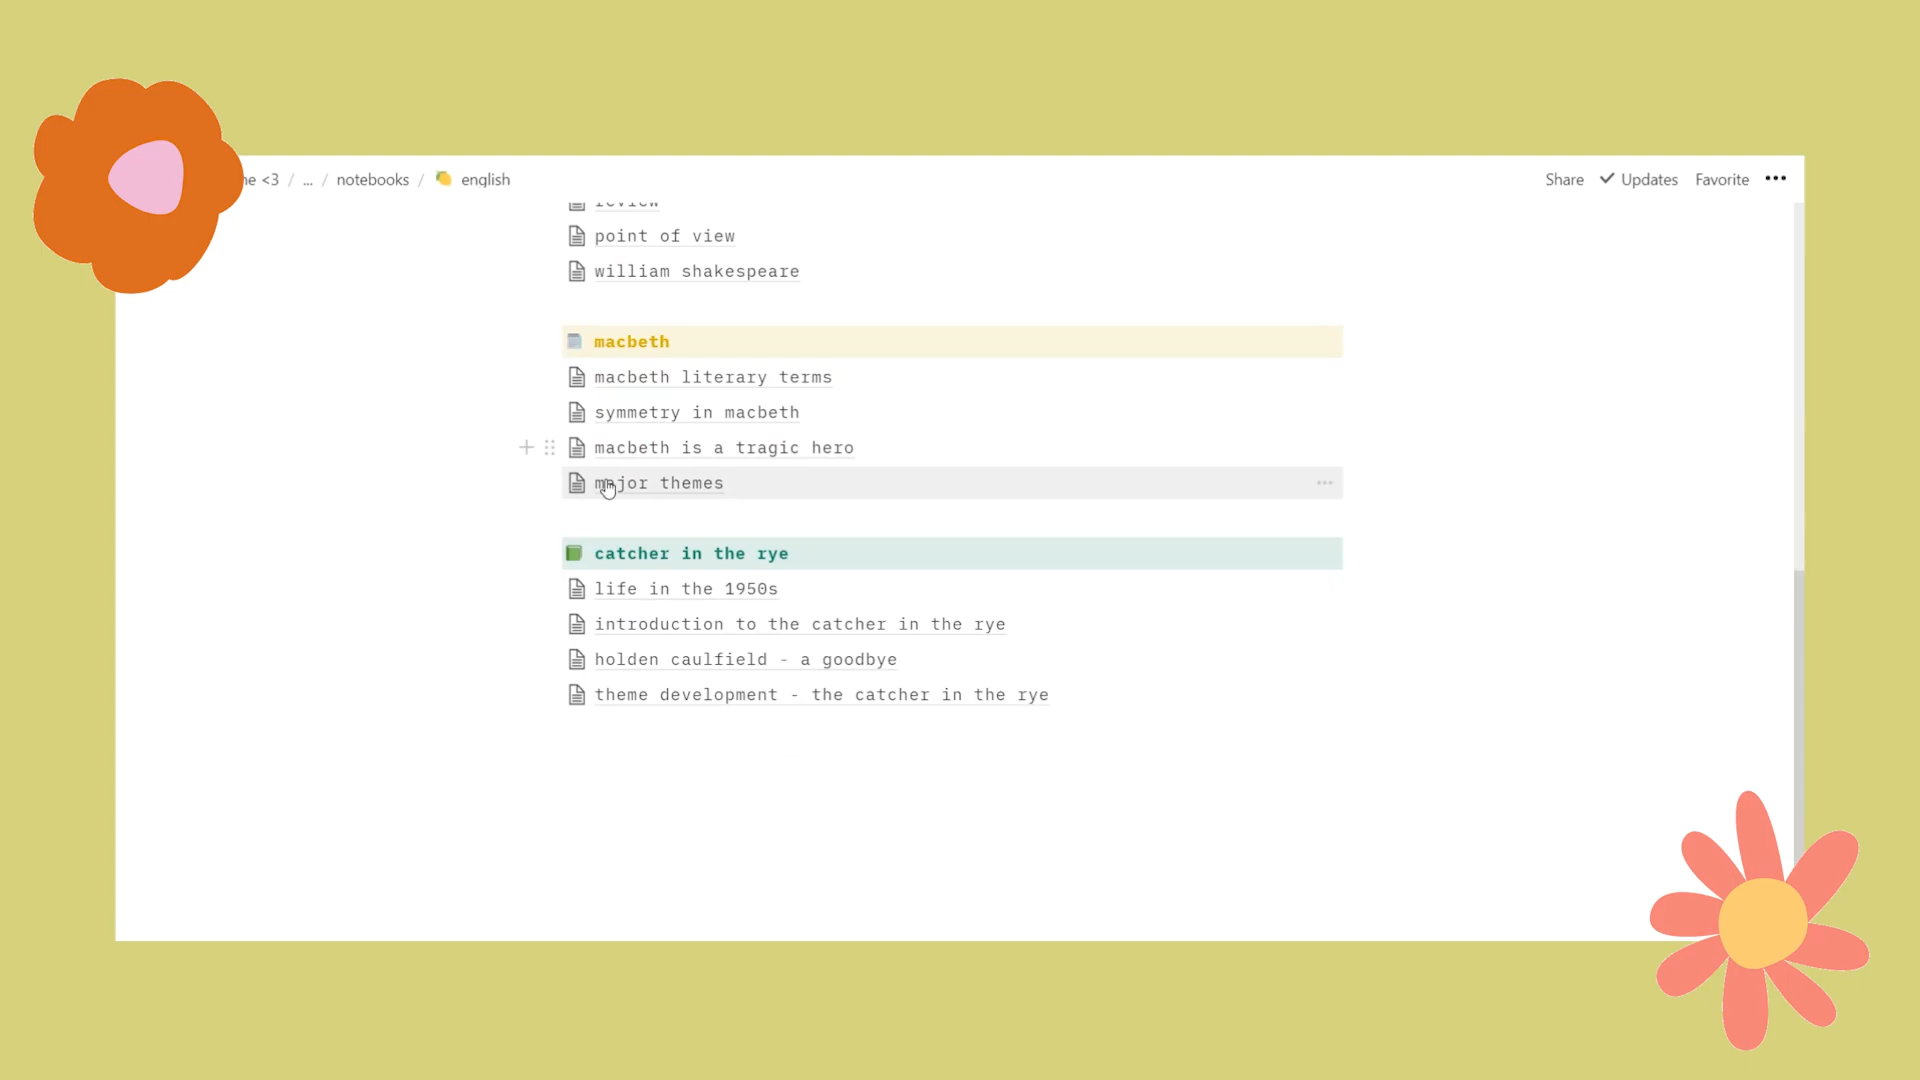 <3 / ... / notebooks / english
Share Updates Favorite
review
point of view
william shakespeare
macbeth
macbeth literary terms
symmetry in macbeth
macbeth is a tragic hero
major themes
catcher in the rye
life in the 1950s
introduction to the catcher in the rye
holden caulfield - a goodbye
theme development - the catcher in the rye